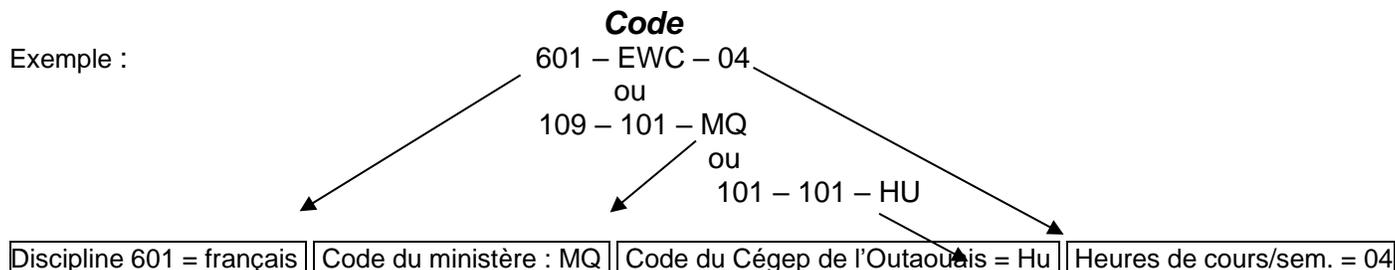 Code
Exemple : 601 – EWC – 04
ou
109 – 101 – MQ
ou
101 – 101 – HU
Discipline 601 = français Code du ministère : MQ Code du Cégep de l'Outaouais = Hu Heures de cours/sem. = 04